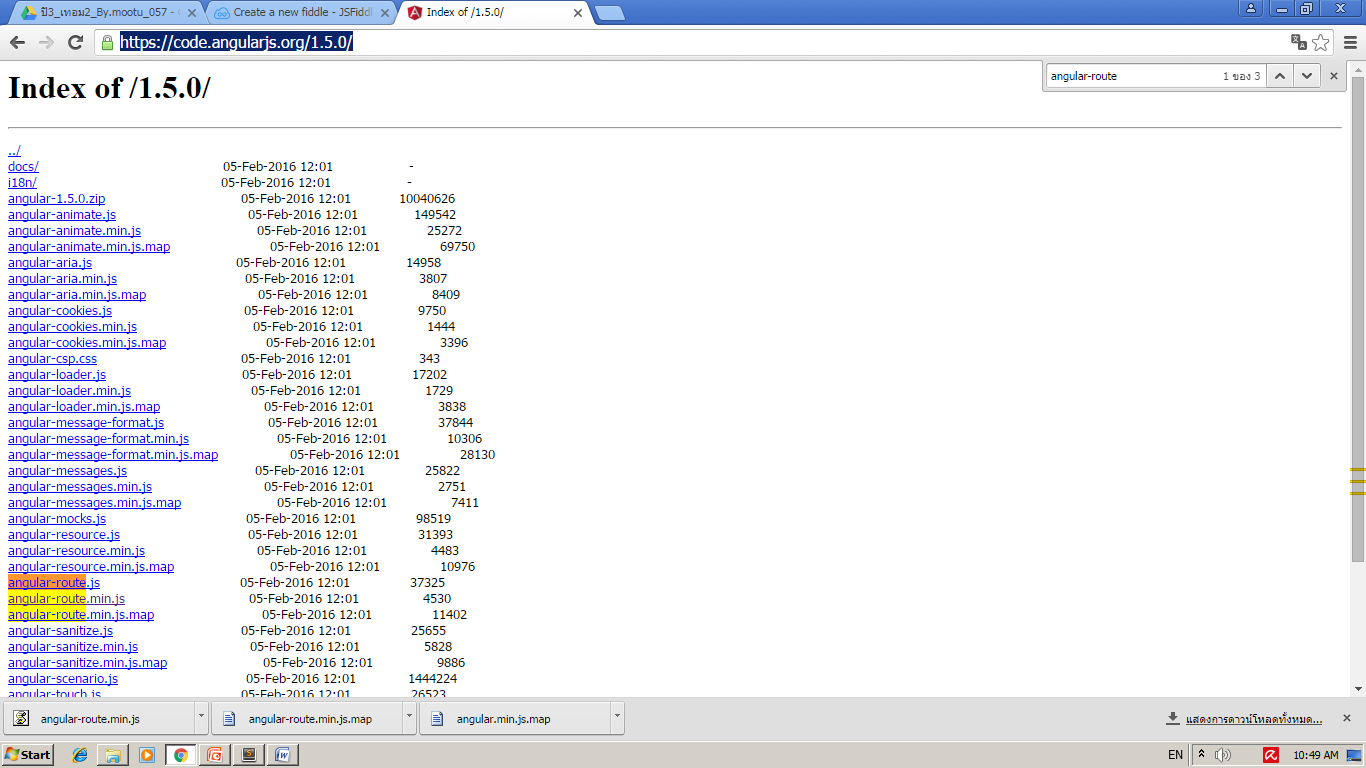 ปี3_เทอม2_By.mootu_057 -
Create a new fiddle - JSFiddl
Index of /1.5.0/
https://code.angularjs.org/1.5.0/
angular-route 1 ของ 3
Index of /1.5.0/
../
docs/ 05-Feb-2016 12:01 -
i18n/ 05-Feb-2016 12:01 -
angular-1.5.0.zip 05-Feb-2016 12:01 10040626
angular-animate.js 05-Feb-2016 12:01 149542
angular-animate.min.js 05-Feb-2016 12:01 25272
angular-animate.min.js.map 05-Feb-2016 12:01 69750
angular-aria.js 05-Feb-2016 12:01 14958
angular-aria.min.js 05-Feb-2016 12:01 3807
angular-aria.min.js.map 05-Feb-2016 12:01 8409
angular-cookies.js 05-Feb-2016 12:01 9750
angular-cookies.min.js 05-Feb-2016 12:01 1444
angular-cookies.min.js.map 05-Feb-2016 12:01 3396
angular-csp.css 05-Feb-2016 12:01 343
angular-loader.js 05-Feb-2016 12:01 17202
angular-loader.min.js 05-Feb-2016 12:01 1729
angular-loader.min.js.map 05-Feb-2016 12:01 3838
angular-message-format.js 05-Feb-2016 12:01 37844
angular-message-format.min.js 05-Feb-2016 12:01 10306
angular-message-format.min.js.map 05-Feb-2016 12:01 28130
angular-messages.js 05-Feb-2016 12:01 25822
angular-messages.min.js 05-Feb-2016 12:01 2751
angular-messages.min.js.map 05-Feb-2016 12:01 7411
angular-mocks.js 05-Feb-2016 12:01 98519
angular-resource.js 05-Feb-2016 12:01 31393
angular-resource.min.js 05-Feb-2016 12:01 4483
angular-resource.min.js.map 05-Feb-2016 12:01 10976
angular-route.js 05-Feb-2016 12:01 37325
angular-route.min.js 05-Feb-2016 12:01 4530
angular-route.min.js.map 05-Feb-2016 12:01 11402
angular-sanitize.js 05-Feb-2016 12:01 25655
angular-sanitize.min.js 05-Feb-2016 12:01 5828
angular-sanitize.min.js.map 05-Feb-2016 12:01 9886
angular-scenario.js 05-Feb-2016 12:01 1444224
angular-touch.js 05-Feb-2016 12:01 26523
angular-route.min.js
angular-route.min.js.map
angular.min.js.map
แสดงการดาวน์โหลดทั้งหมด...
Start
EN
10:49 AM